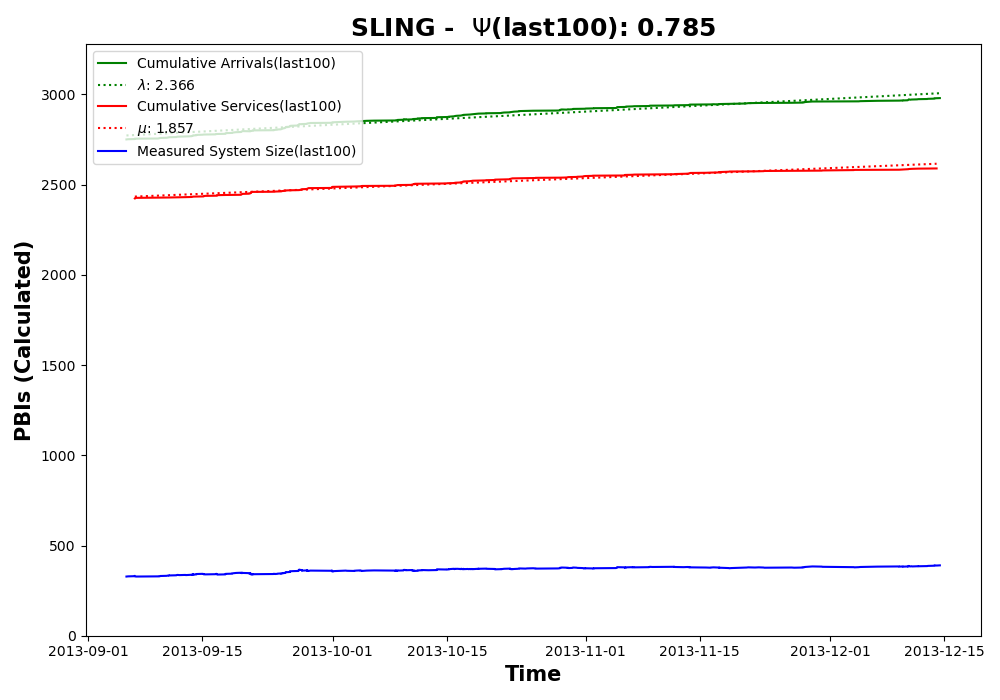 SLING -  Ψ(last100): 0.785
Cumulative Arrivals(last100)
λ: 2.366
Cumulative Services(last100)
μ: 1.857
Measured System Size(last100)
PBIs (Calculated)
3000
2500
2000
1500
1000
500
0
2013-09-01 2013-09-15 2013-10-01 2013-10-15 2013-11-01 2013-11-15 2013-12-01 2013-12-15
Time